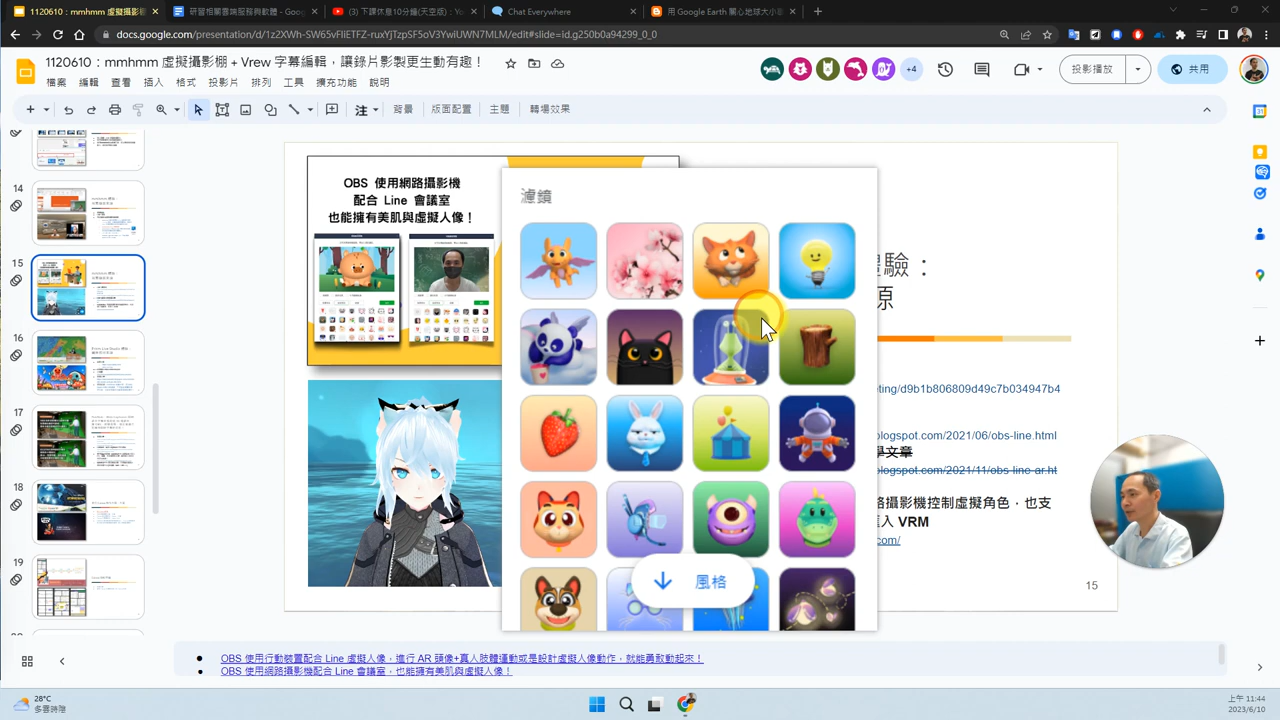 1120610：mmhmm 虛擬攝影棚
研習相關雲端服務軟體 - Goog
(3) 下課休息10分鐘(天空版) - Yo
Chat Everywhere
用 Google Earth 關心地球大小事
docs.google.com/presentation/d/1z2XWh-SW65vFIiETFZ-ruxYjTzpSF5oV3YwiUWN7MLM/edit#slide=id.g250b0a94299_0_0
1120610：mmhmm 虛擬攝影棚 + Vrew 字幕編輯，讓錄片影製更生動有趣！
檔案 編輯 查看 插入 格式 投影片 排列 工具 擴充功能 說明
+4
投影播放
共用
注
背景 版面配置 主題 轉場效果
14
15
16
17
18
19
OBS 使用網路攝影機
配合 Line 會議室
也能擁有美肌與虛擬人像！
濾鏡
風格
體驗：
源
ting/d9b1b806809d49c7b034947b4
blogspot.com/2021/06/obs-line.html
學文章
blogspot.com/2021/11/obs-line-ar.ht
路攝影機控制虛擬角色，也支
匯入 VRM
com/
15
● OBS 使用行動裝置配合 Line 虛擬人像，進行 AR 頭像+真人肢體運動或是設計虛擬人像動作，就能勇敢動起來！
● OBS 使用網路攝影機配合 Line 會議室，也能擁有美肌與虛擬人像！
28°C
多雲時陰
上午 11:44
2023/6/10